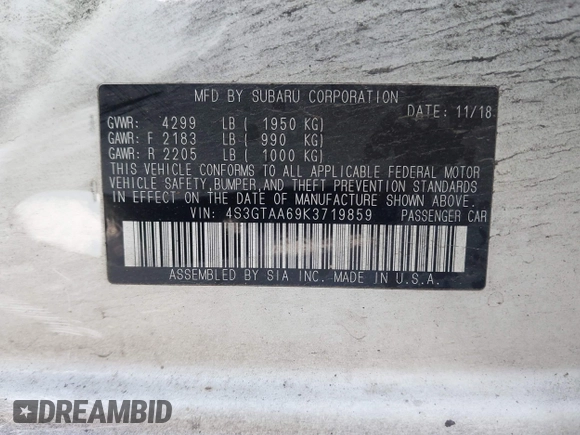 MFD BY SUBARU CORPORATION
DATE: 11/18
GVWR: 4299 LB ( 1950 KG)
GAWR: F 2183 LB ( 990 KG)
GAWR: R 2205 LB ( 1000 KG)
THIS VEHICLE CONFORMS TO ALL APPLICABLE FEDERAL MOTOR
VEHICLE SAFETY, BUMPER, AND THEFT PREVENTION STANDARDS
IN EFFECT ON THE DATE OF MANUFACTURE SHOWN ABOVE.
VIN: 4S3GTAA69K3719859 PASSENGER CAR
ASSEMBLED BY SIA INC. MADE IN U.S.A.
DREAMBID